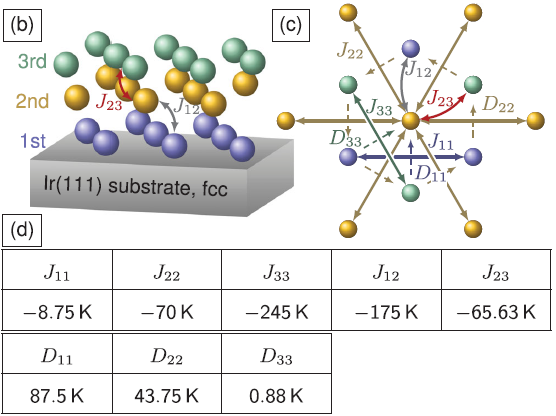 (b)
(c)
3rd
2nd
1st
J₂₃
J₁₂
Ir(111) substrate, fcc
J₂₂
J₁₂
J₂₃
J₃₃
D₂₂
D₃₃
J₁₁
D₁₁
(d)
J₁₁ J₂₂ J₃₃ J₁₂ J₂₃
−8.75 K −70 K −245 K −175 K −65.63 K
D₁₁ D₂₂ D₃₃
87.5 K 43.75 K 0.88 K